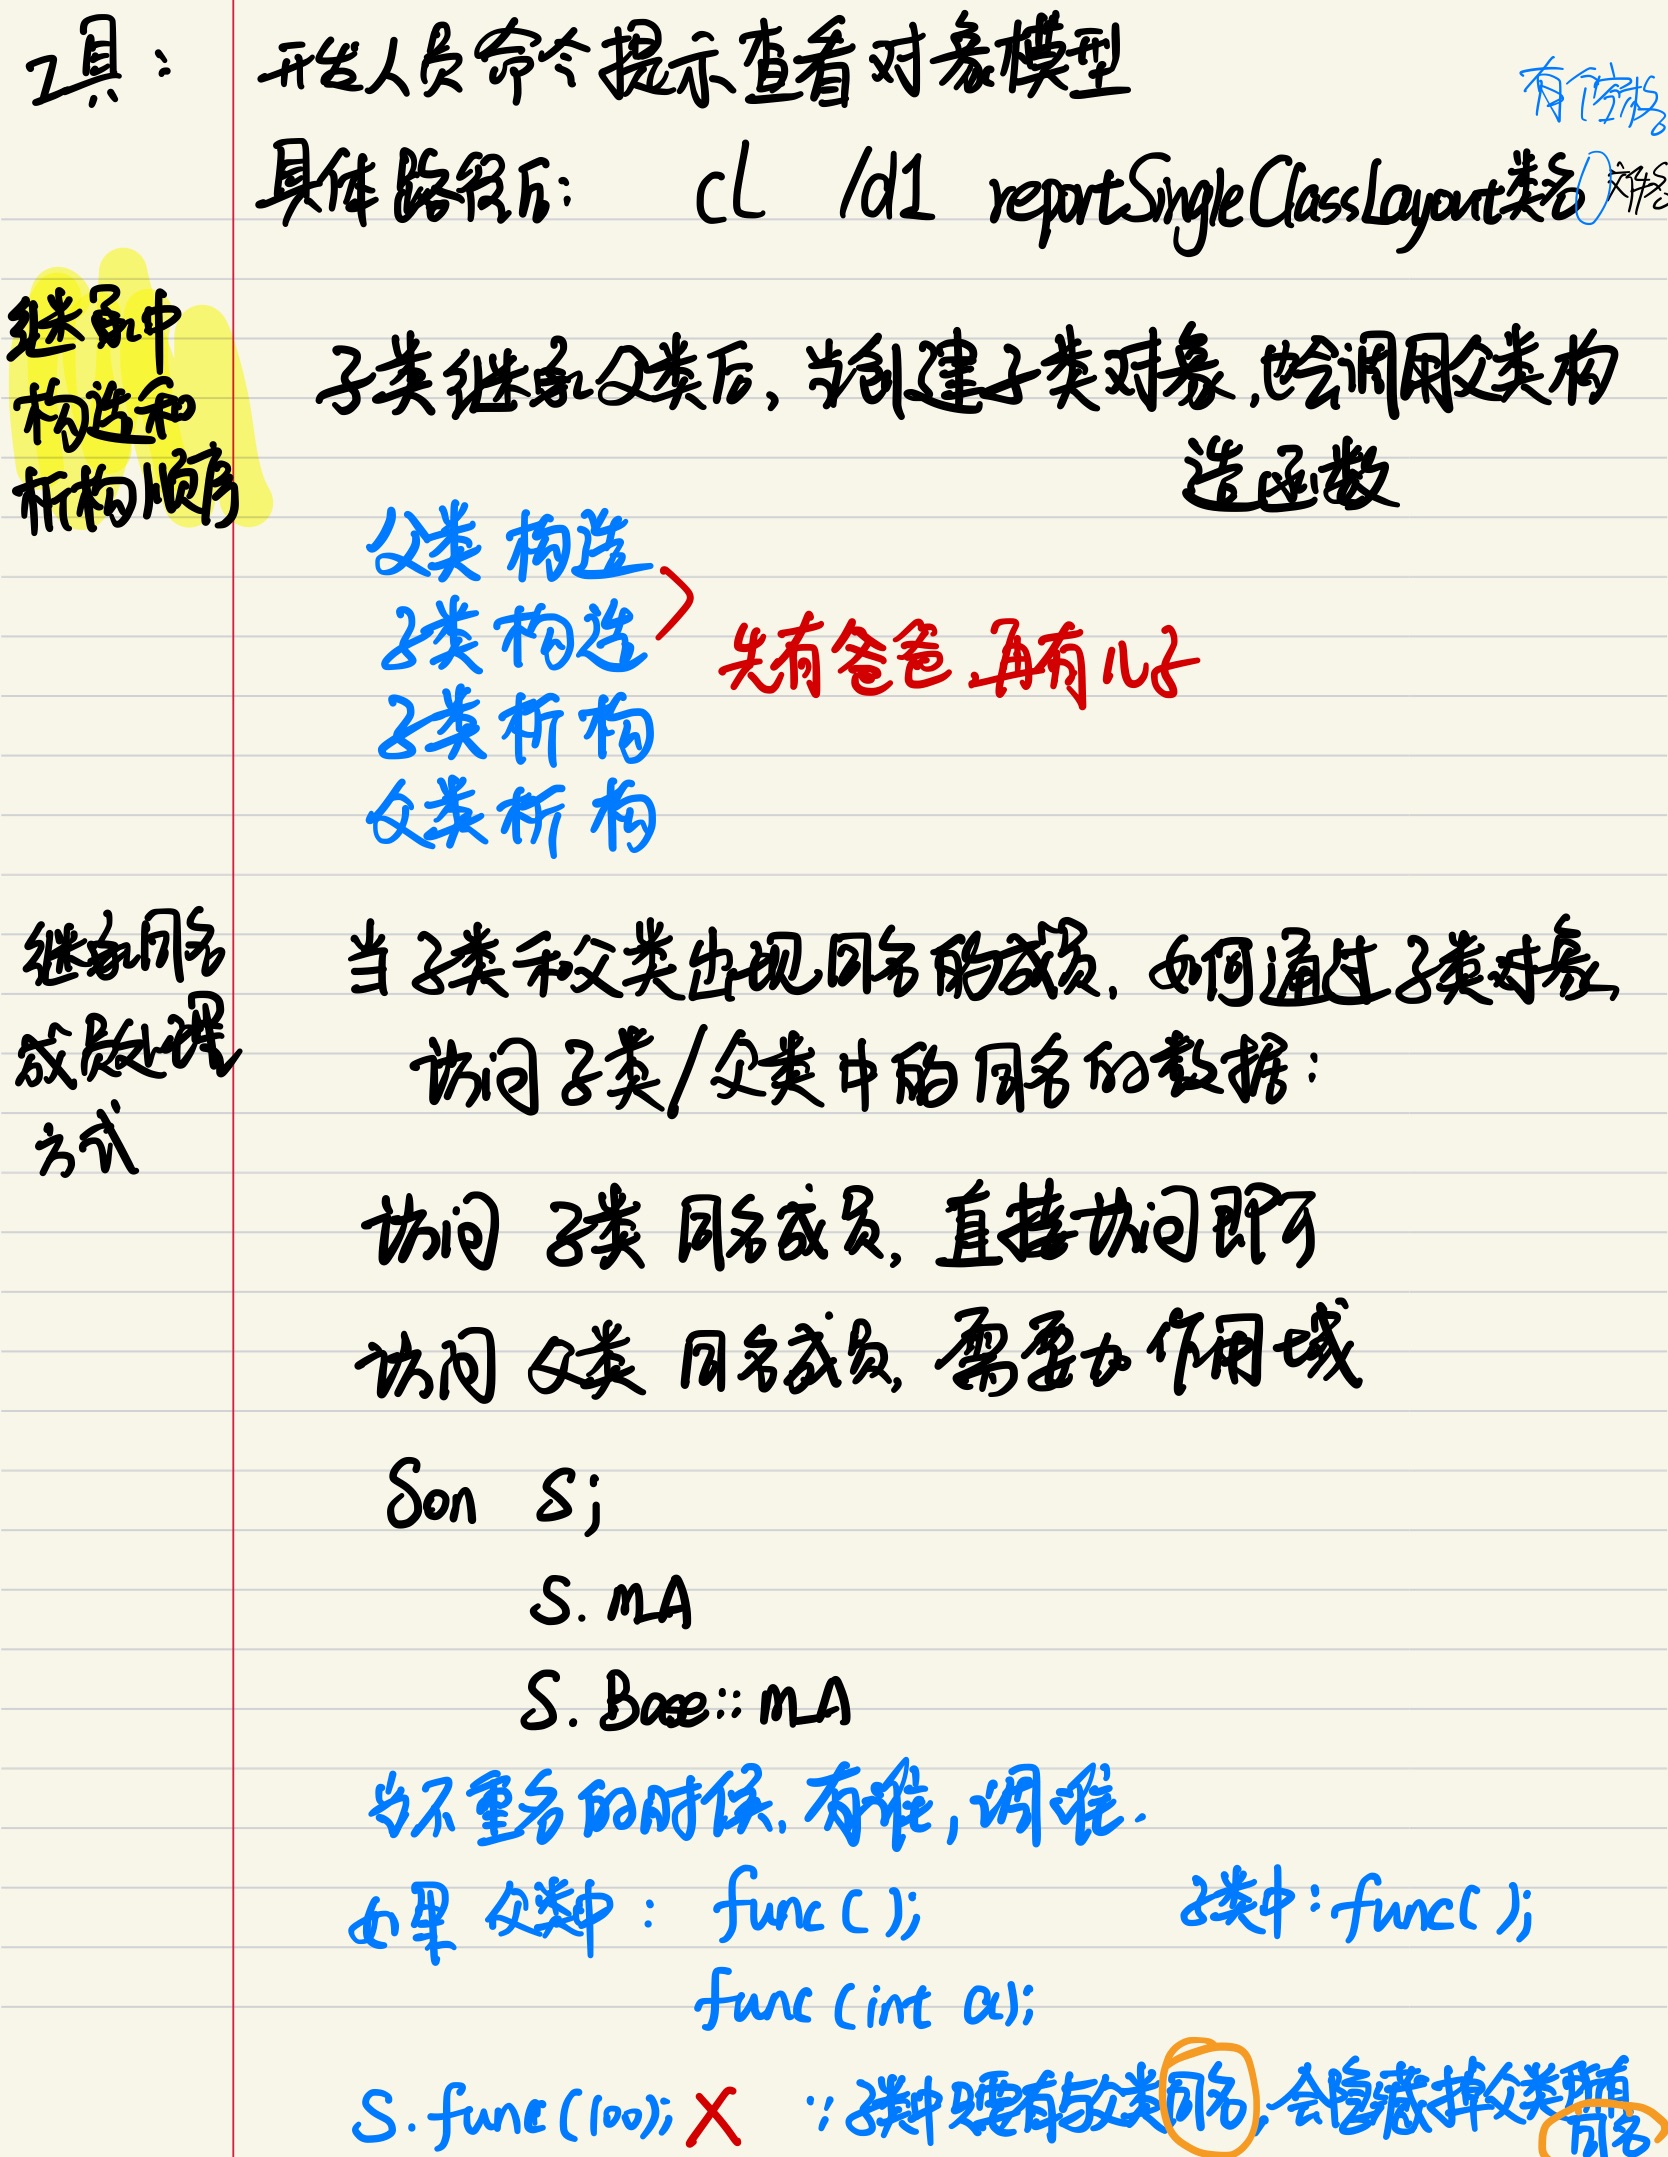 工具：
开发人员命令提示查看对象模型
有个空格
具体路径后： cl /d1 reportSingleClassLayout类名 文件名
继承中
构造和
析构顺序
子类继承父类后，当创建子类对象，也会调用父类构
造函数
父类 构造
子类 构造
先有爸爸，再有儿子
子类 析构
父类 析构
继承同名
成员处理
方式
当子类和父类出现同名的成员，如何通过子类对象，
访问子类/父类中的同名的数据：
访问 子类 同名成员，直接访问即可
访问 父类 同名成员，需要加 作用域
Son S;
S.mA
S.Base::mA
当不重名的时候，有谁，调谁.
如果 父类中： func(); 子类中：func();
func(int a);
S.func(100); X ∵ 子类中只要有与父类同名，会隐藏掉父类所有
同名